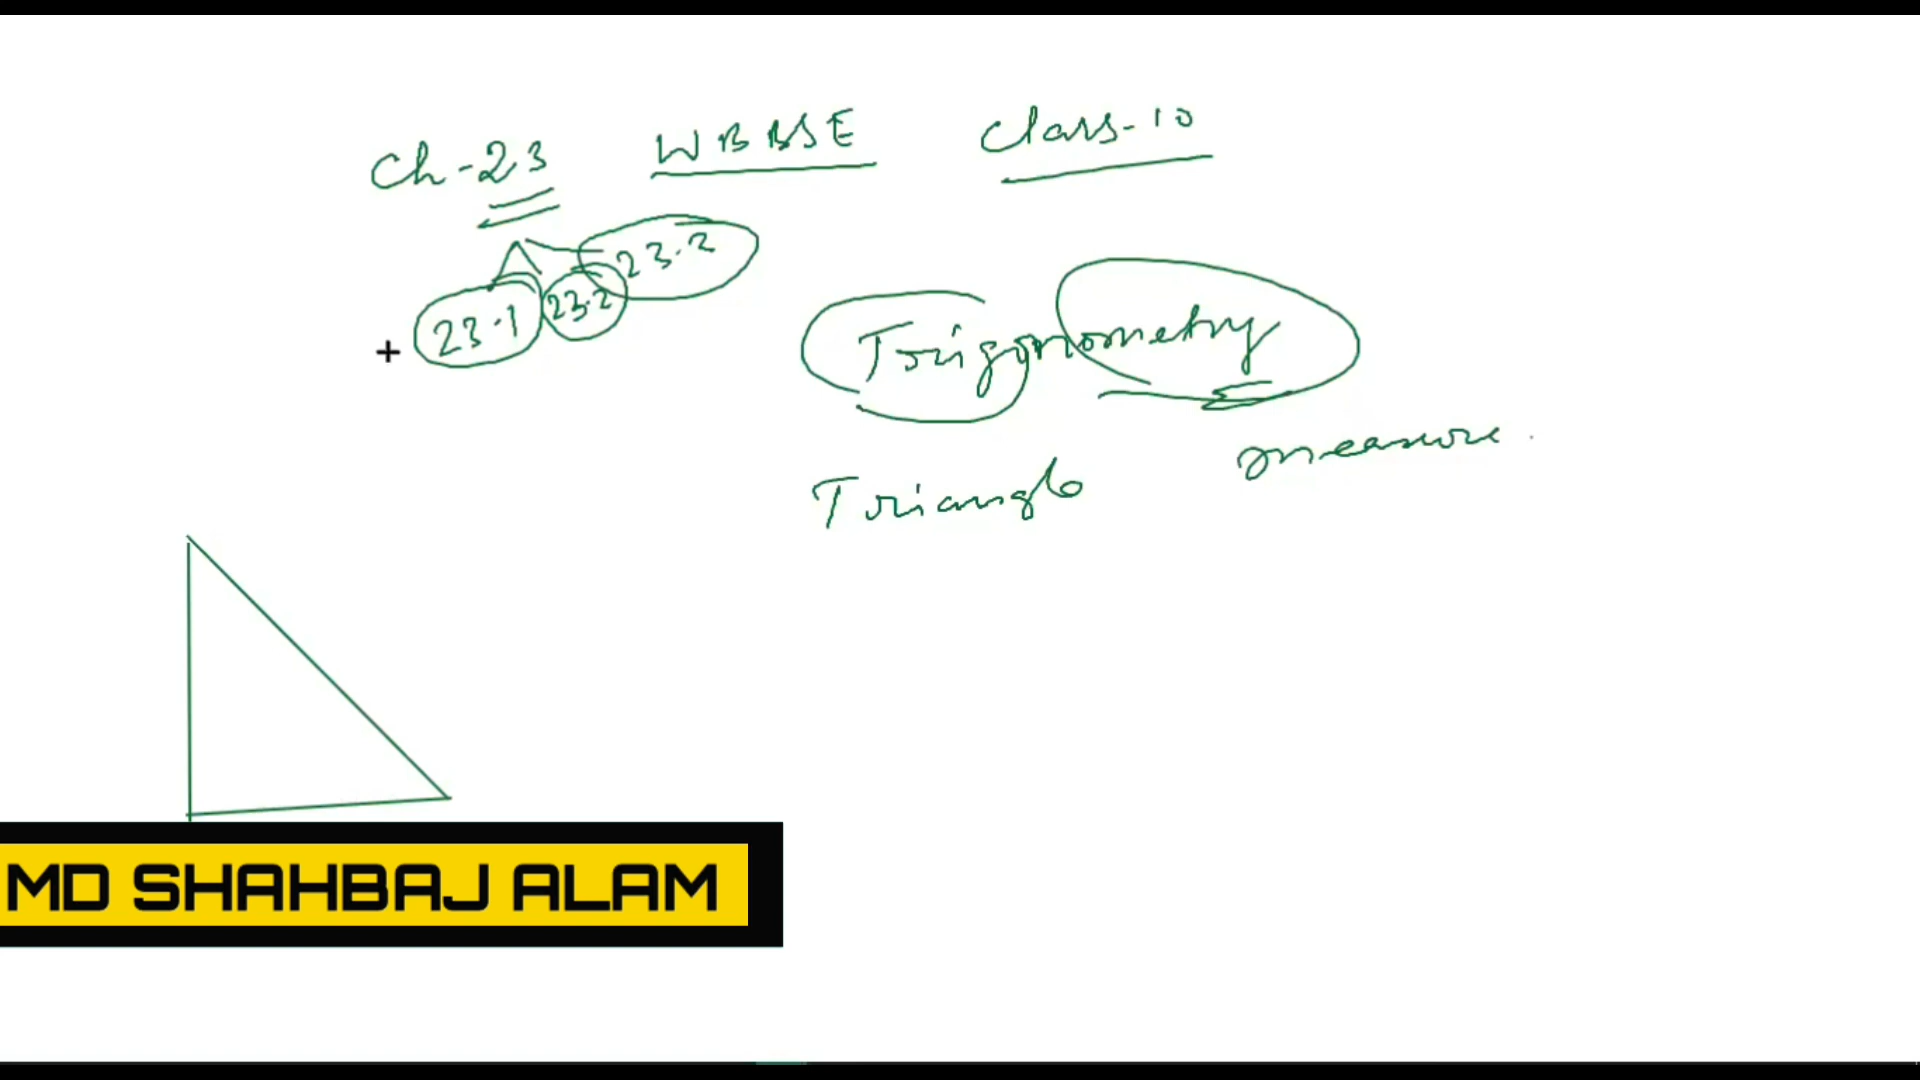 Ch-23 WBBSE Class-10
23.2
23.1 23.2
Trigonometry
measure
Triangle
MD SHAHBAJ ALAM